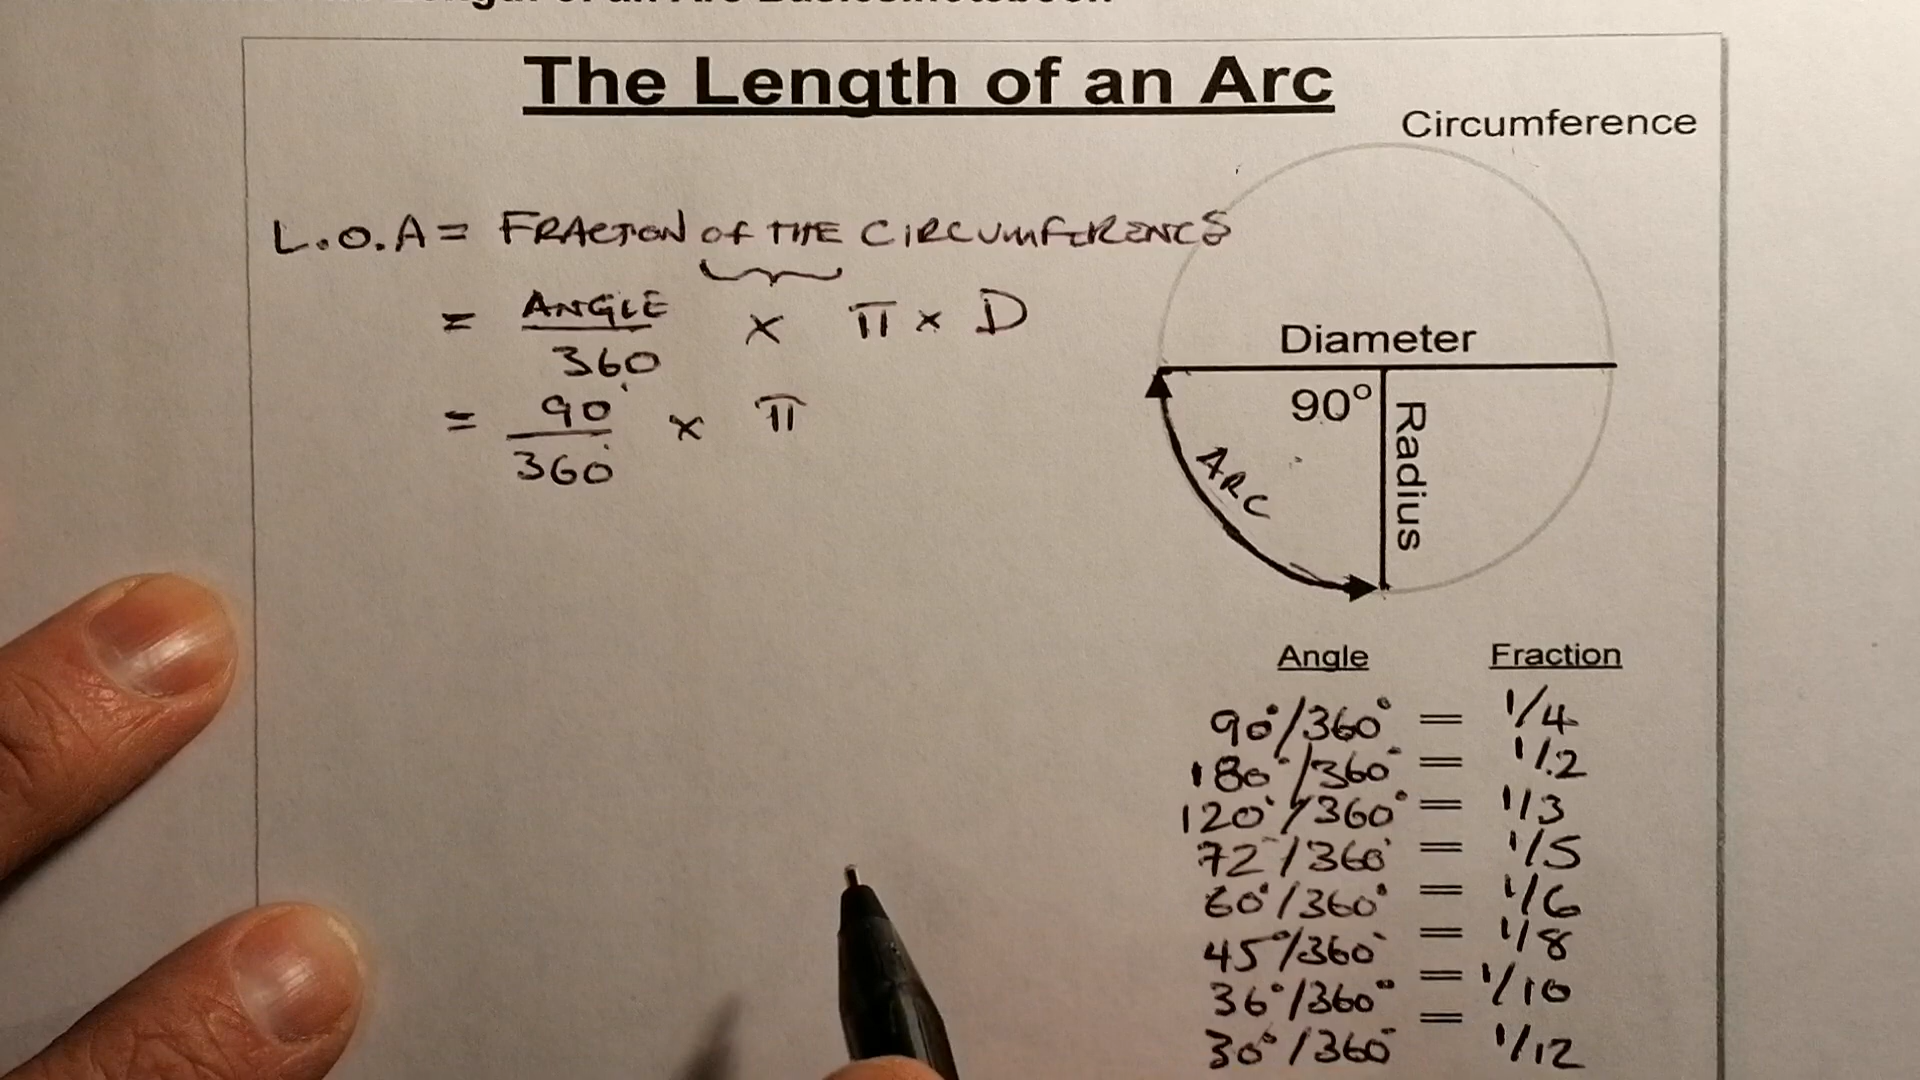 The Length of an Arc
Circumference
L.O.A = FRACTION OF THE CIRCUMFERENCE
= ANGLE/360 × π × D
= 90°/360° × π
Diameter
90°
Radius
ARC
Angle Fraction
90°/360° = 1/4
180°/360° = 1/2
120°/360° = 1/3
72°/360° = 1/5
60°/360° = 1/6
45°/360° = 1/8
36°/360° = 1/10
30°/360° = 1/12